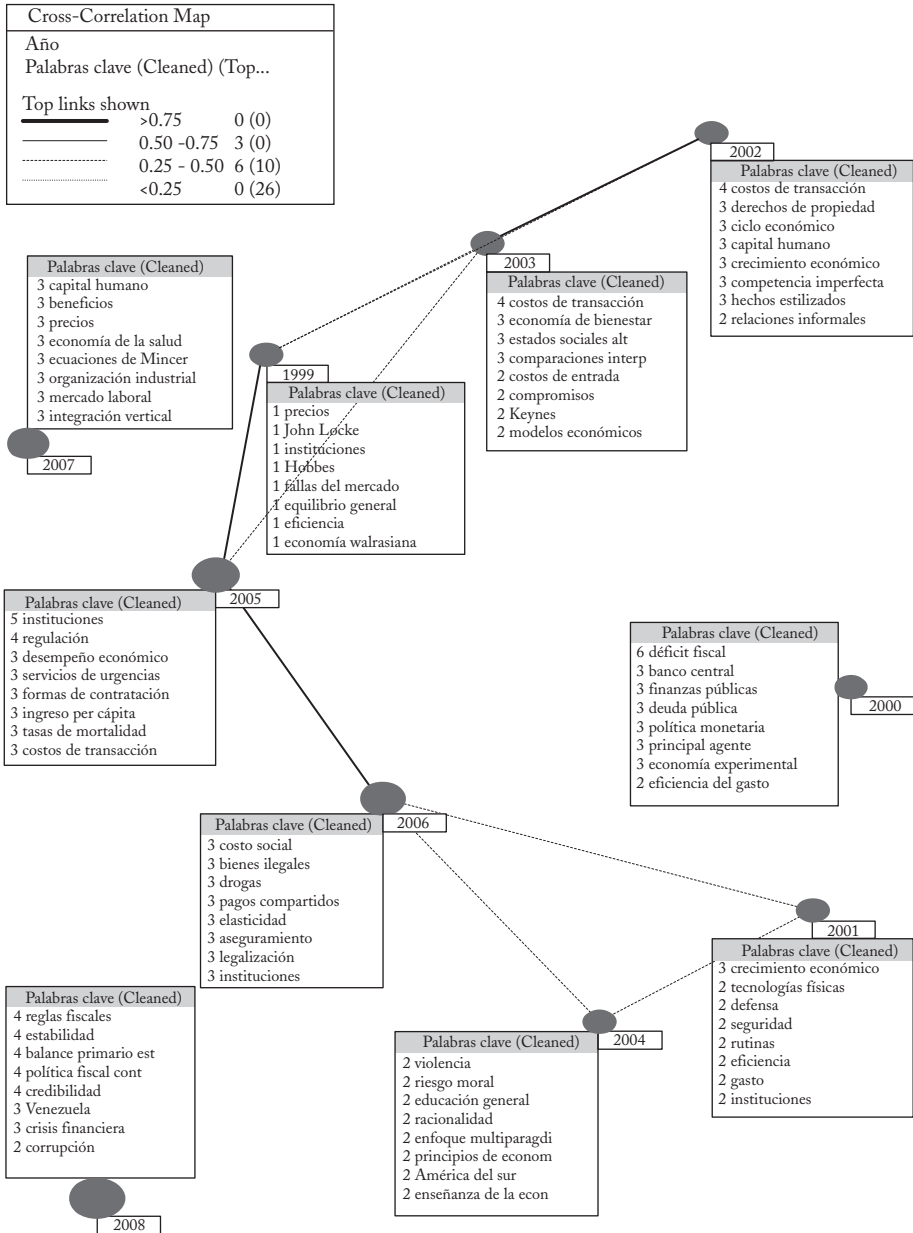 Cross-Correlation Map
Año
Palabras clave (Cleaned) (Top...
Top links shown
>0.75 0 (0)
0.50 -0.75 3 (0)
0.25 - 0.50 6 (10)
<0.25 0 (26)
2002
Palabras clave (Cleaned)
4 costos de transacción
3 derechos de propiedad
3 ciclo económico
3 capital humano
3 crecimiento económico
3 competencia imperfecta
3 hechos estilizados
2 relaciones informales
2003
Palabras clave (Cleaned)
4 costos de transacción
3 economía de bienestar
3 estados sociales alt
3 comparaciones interp
2 costos de entrada
2 compromisos
2 Keynes
2 modelos económicos
Palabras clave (Cleaned)
3 capital humano
3 beneficios
3 precios
3 economía de la salud
3 ecuaciones de Mincer
3 organización industrial
3 mercado laboral
3 integración vertical
2007
1999
Palabras clave (Cleaned)
1 precios
1 John Locke
1 instituciones
1 Hobbes
1 fallas del mercado
1 equilibrio general
1 eficiencia
1 economía walrasiana
2005
Palabras clave (Cleaned)
5 instituciones
4 regulación
3 desempeño económico
3 servicios de urgencias
3 formas de contratación
3 ingreso per cápita
3 tasas de mortalidad
3 costos de transacción
Palabras clave (Cleaned)
6 déficit fiscal
3 banco central
3 finanzas públicas
3 deuda pública
3 política monetaria
3 principal agente
3 economía experimental
2 eficiencia del gasto
2000
2006
Palabras clave (Cleaned)
3 costo social
3 bienes ilegales
3 drogas
3 pagos compartidos
3 elasticidad
3 aseguramiento
3 legalización
3 instituciones
2001
Palabras clave (Cleaned)
3 crecimiento económico
2 tecnologías físicas
2 defensa
2 seguridad
2 rutinas
2 eficiencia
2 gasto
2 instituciones
Palabras clave (Cleaned)
4 reglas fiscales
4 estabilidad
4 balance primario est
4 política fiscal cont
4 credibilidad
3 Venezuela
3 crisis financiera
2 corrupción
2008
2004
Palabras clave (Cleaned)
2 violencia
2 riesgo moral
2 educación general
2 racionalidad
2 enfoque multiparagdi
2 principios de econom
2 América del sur
2 enseñanza de la econ